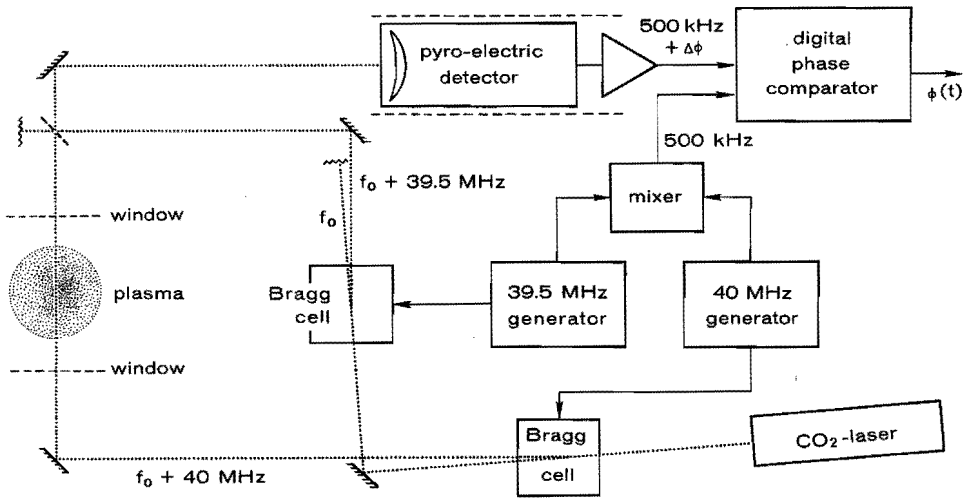 500 kHz
+ Δϕ
pyro-electric
detector
digital
phase
comparator
ϕ(t)
500 kHz
f₀ + 39.5 MHz
mixer
f₀
window
Bragg
cell
39.5 MHz
generator
40 MHz
generator
plasma
window
Bragg
cell
CO₂-laser
f₀ + 40 MHz